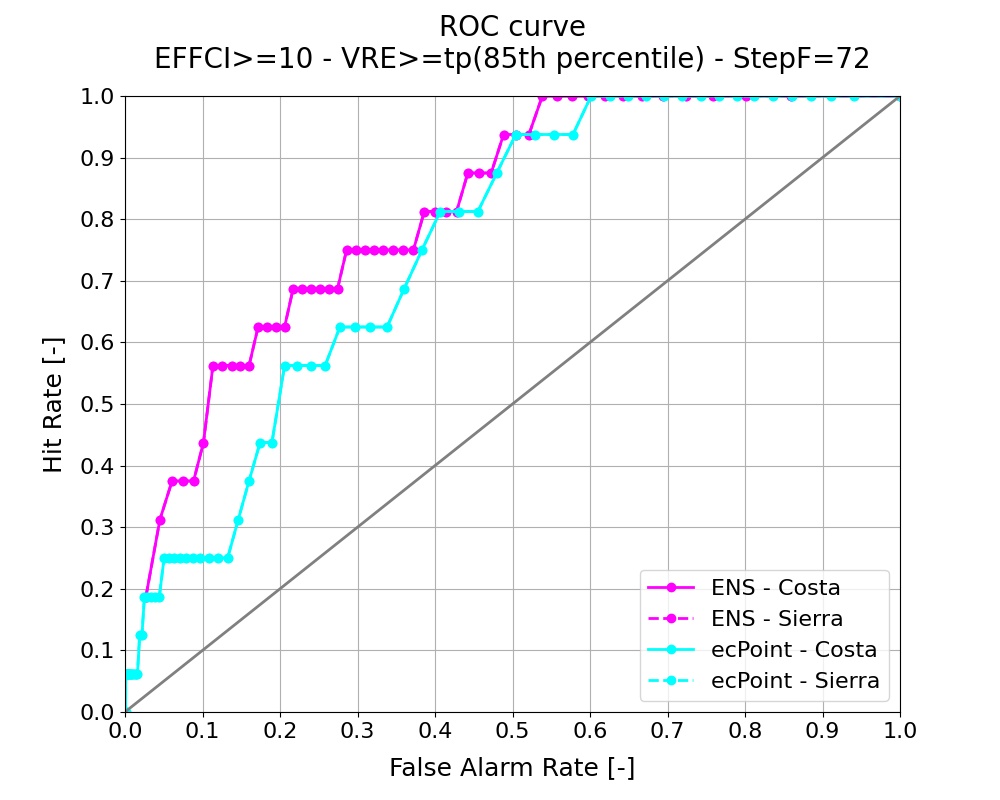 ROC curve
EFFCI>=10 - VRE>=tp(85th percentile) - StepF=72
1.0
0.9
0.8
0.7
0.6
0.5
0.4
0.3
0.2
0.1
0.0
Hit Rate [-]
ENS - Costa
ENS - Sierra
ecPoint - Costa
ecPoint - Sierra
0.0 0.1 0.2 0.3 0.4 0.5 0.6 0.7 0.8 0.9 1.0
False Alarm Rate [-]